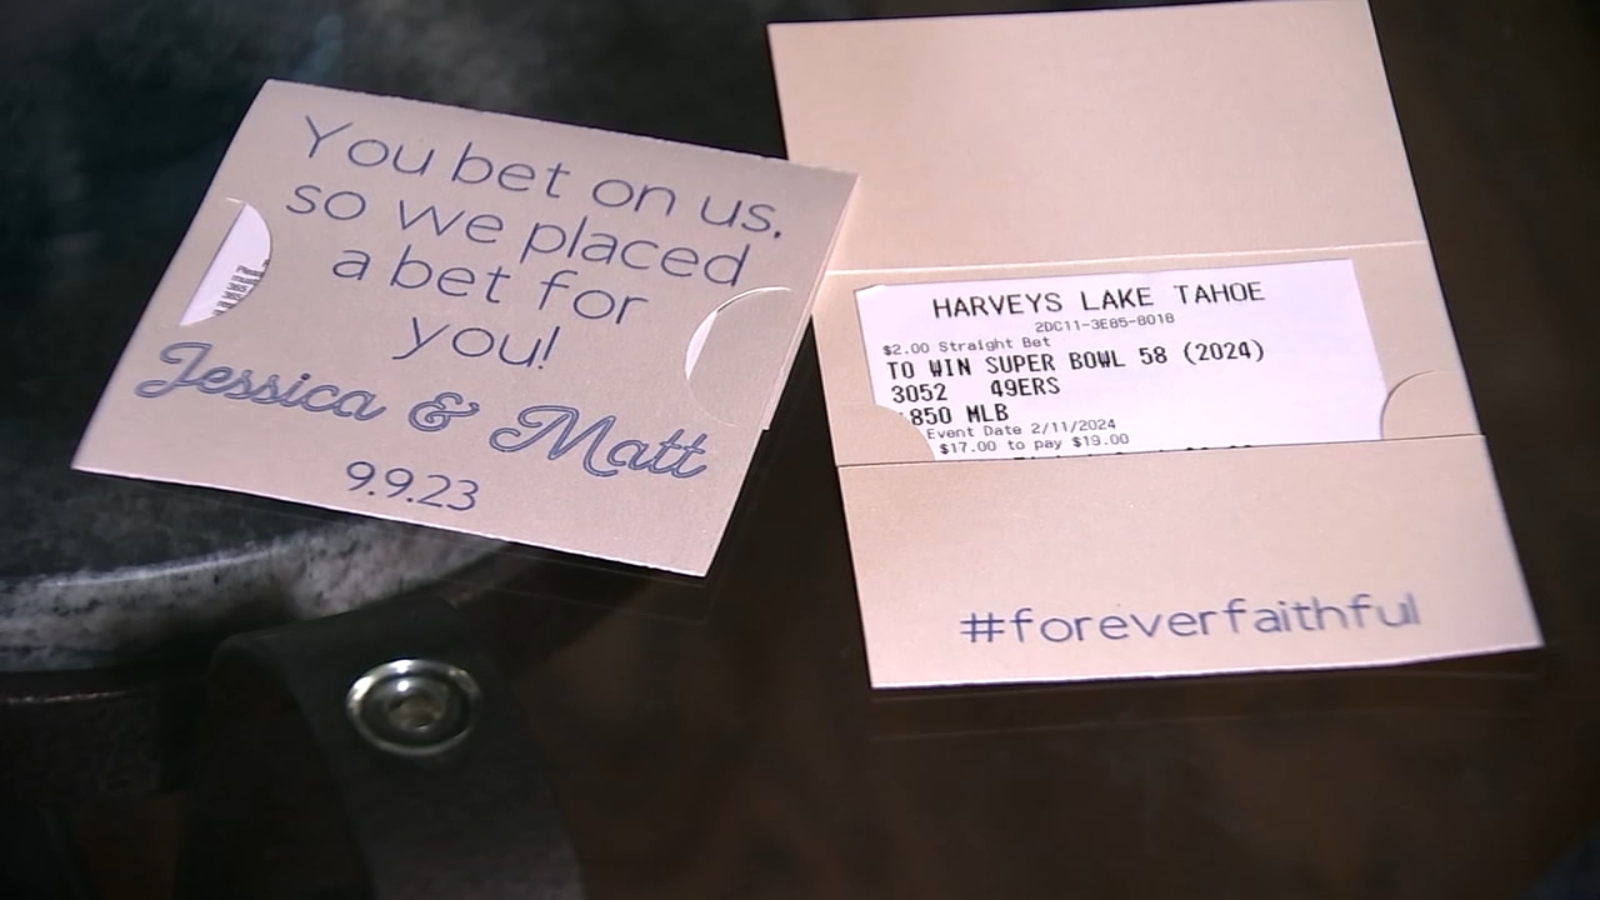 You bet on us,
so we placed
a bet for
you!
Jessica & Matt
9.9.23
HARVEYS LAKE TAHOE
2DC11-3E85-8018
$2.00 Straight Bet
TO WIN SUPER BOWL 58 (2024)
3052 49ERS
850 MLB
Event Date 2/11/2024
$17.00 to pay $19.00
#foreverfaithful